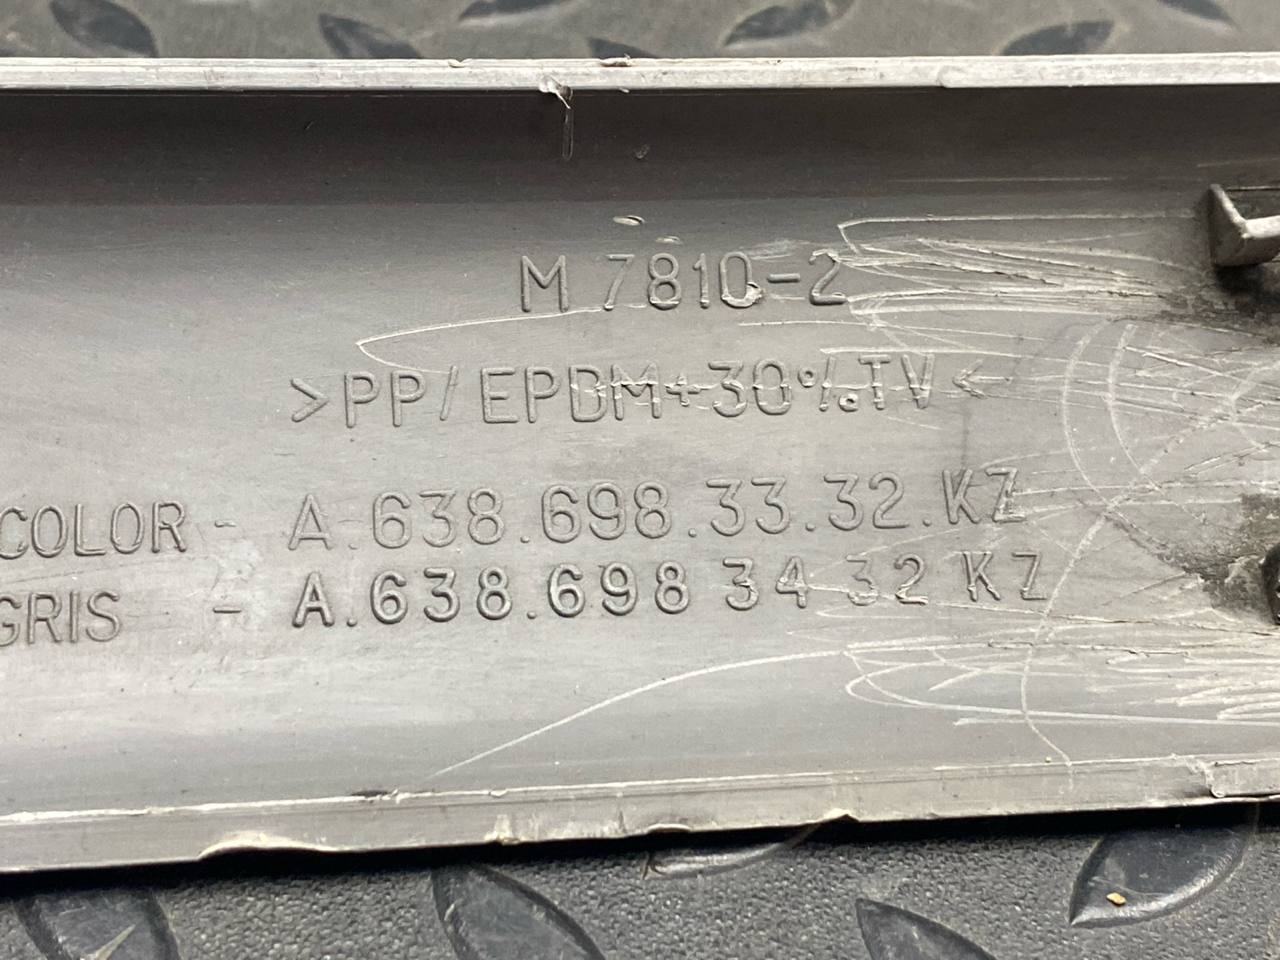 M 7810-2
>PP/EPDM+30%TV<
COLOR - A.638.698.33.32.KZ
GRIS - A.638.698 34 32 KZ